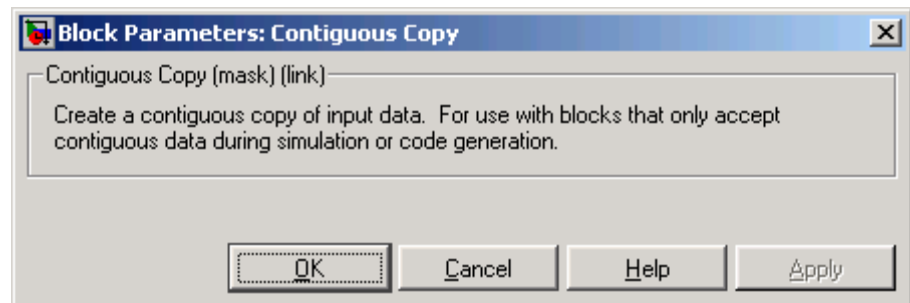 Block Parameters: Contiguous Copy
Contiguous Copy (mask) (link)
Create a contiguous copy of input data.  For use with blocks that only accept
contiguous data during simulation or code generation.
OK
Cancel
Help
Apply